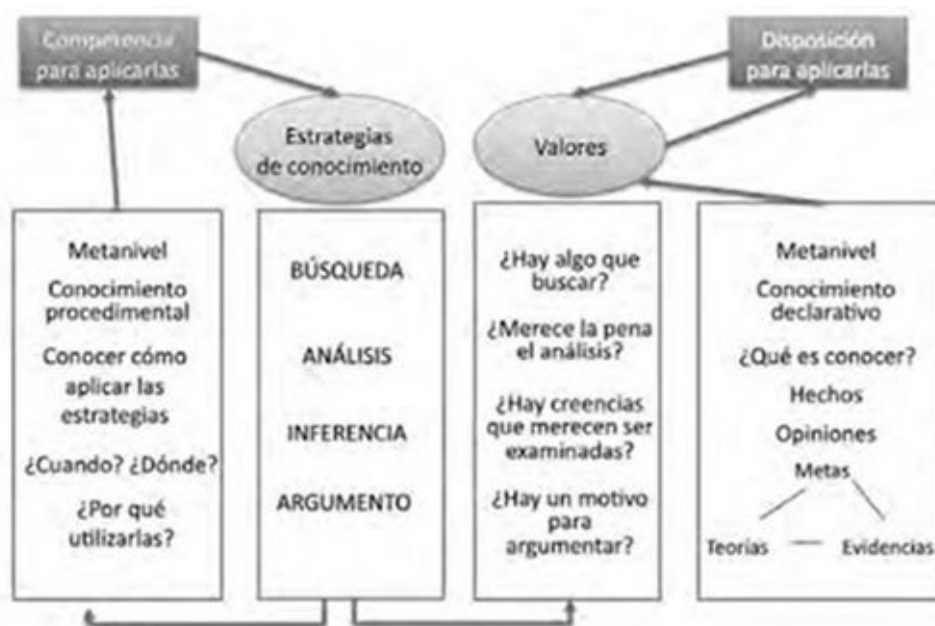 Competencia
para aplicarlas
Disposición
para aplicarlas
Estrategias
de conocimiento
Valores
Metanivel
Conocimiento
procedimental
Conocer cómo
aplicar las
estrategias
¿Cuando? ¿Dónde?
¿Por qué
utilizarlas?
BÚSQUEDA
ANÁLISIS
INFERENCIA
ARGUMENTO
¿Hay algo que
buscar?
¿Merece la pena
el análisis?
¿Hay creencias
que merecen ser
examinadas?
¿Hay un motivo
para
argumentar?
Metanivel
Conocimiento
declarativo
¿Qué es conocer?
Hechos
Opiniones
Metas
Teorías
Evidencias